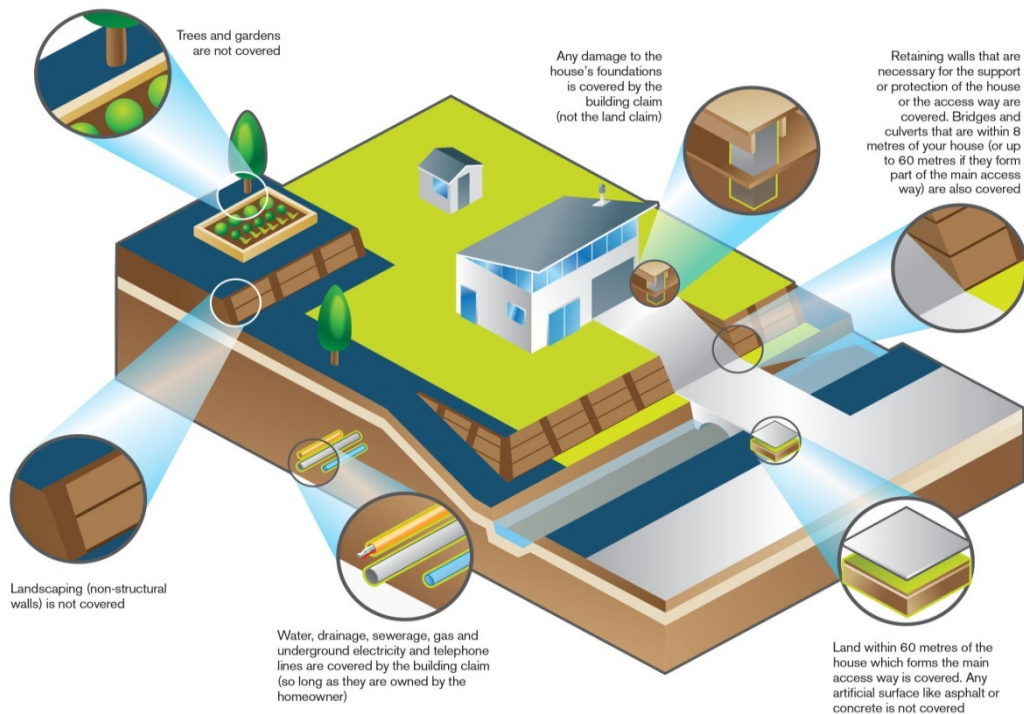 Trees and gardens
are not covered
Any damage to the
house's foundations
is covered by the
building claim
(not the land claim)
Retaining walls that are
necessary for the support
or protection of the house
or the access way are
covered. Bridges and
culverts that are within 8
metres of your house (or up
to 60 metres if they form
part of the main access
way) are also covered
Landscaping (non-structural
walls) is not covered
Water, drainage, sewerage, gas and
underground electricity and telephone
lines are covered by the building claim
(so long as they are owned by the
homeowner)
Land within 60 metres of the
house which forms the main
access way is covered. Any
artificial surface like asphalt or
concrete is not covered